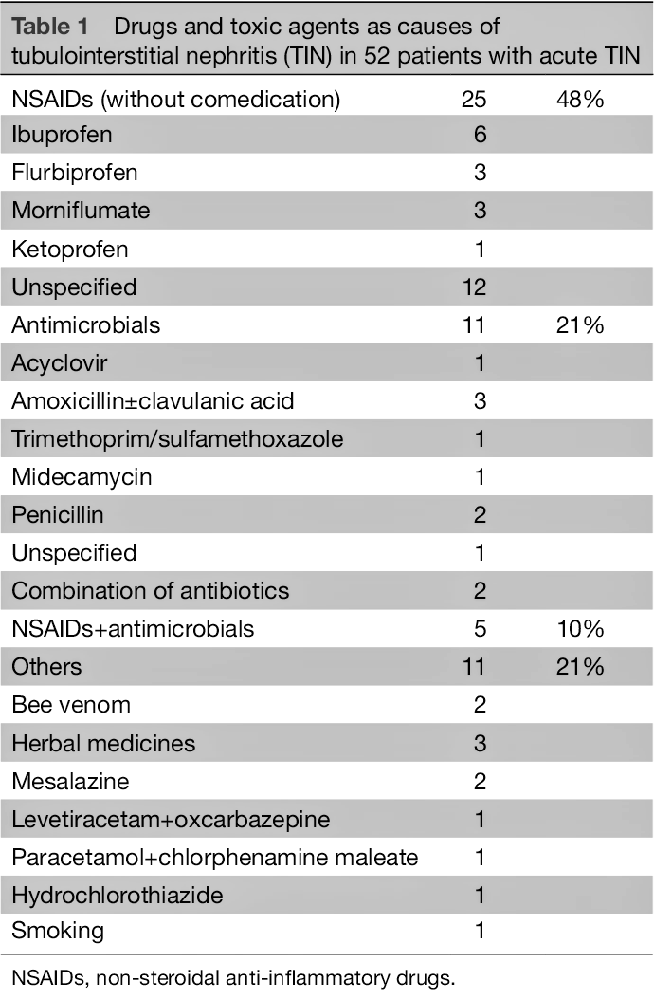 Table 1 Drugs and toxic agents as causes of
tubulointerstitial nephritis (TIN) in 52 patients with acute TIN
NSAIDs (without comedication) 25 48%
Ibuprofen 6
Flurbiprofen 3
Morniflumate 3
Ketoprofen 1
Unspecified 12
Antimicrobials 11 21%
Acyclovir 1
Amoxicillin±clavulanic acid 3
Trimethoprim/sulfamethoxazole 1
Midecamycin 1
Penicillin 2
Unspecified 1
Combination of antibiotics 2
NSAIDs+antimicrobials 5 10%
Others 11 21%
Bee venom 2
Herbal medicines 3
Mesalazine 2
Levetiracetam+oxcarbazepine 1
Paracetamol+chlorphenamine maleate 1
Hydrochlorothiazide 1
Smoking 1
NSAIDs, non-steroidal anti-inflammatory drugs.